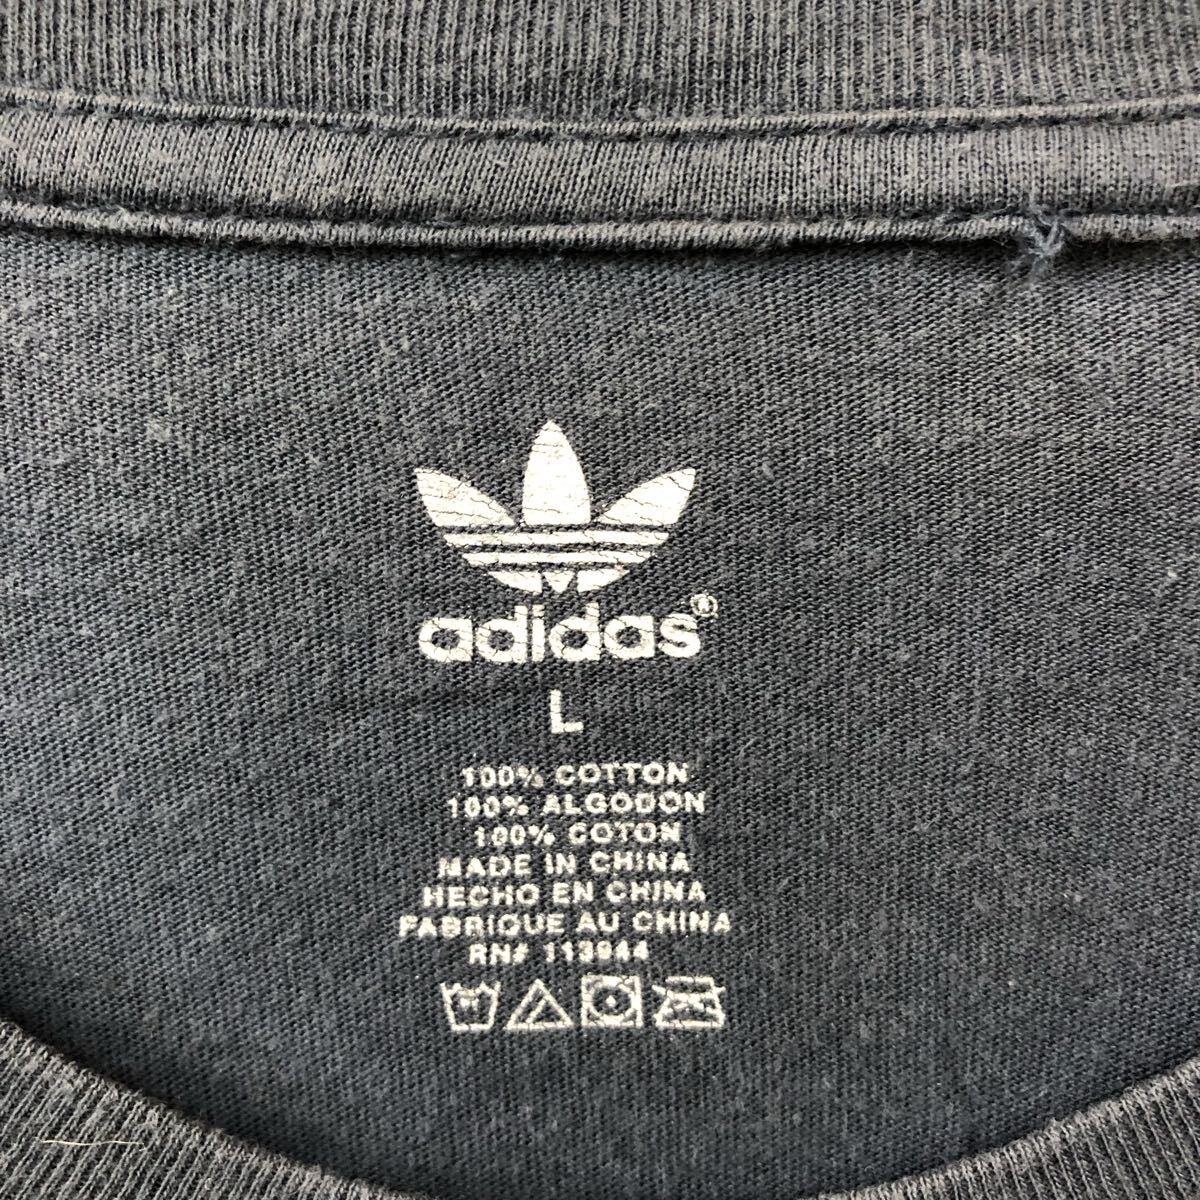 adidas®
L
100% COTTON
100% ALGODON
100% COTON
MADE IN CHINA
HECHO EN CHINA
FABRIQUE AU CHINA
RN# 113944